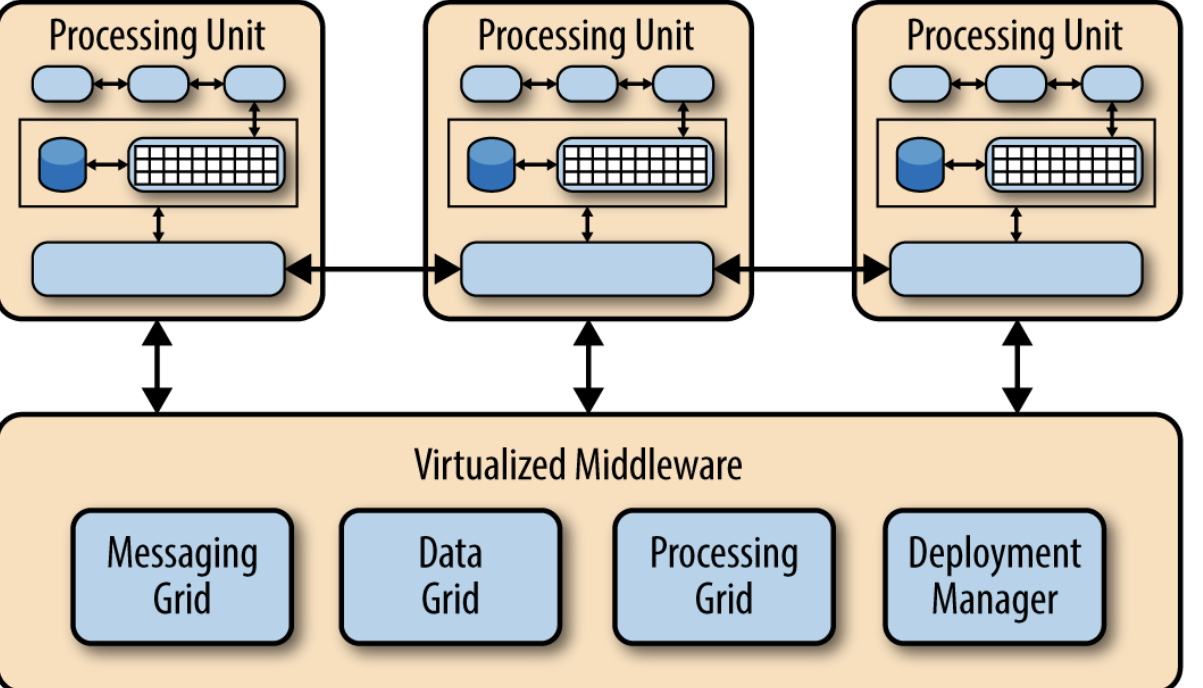 Processing Unit
Processing Unit
Processing Unit
Virtualized Middleware
Messaging
Grid
Data
Grid
Processing
Grid
Deployment
Manager